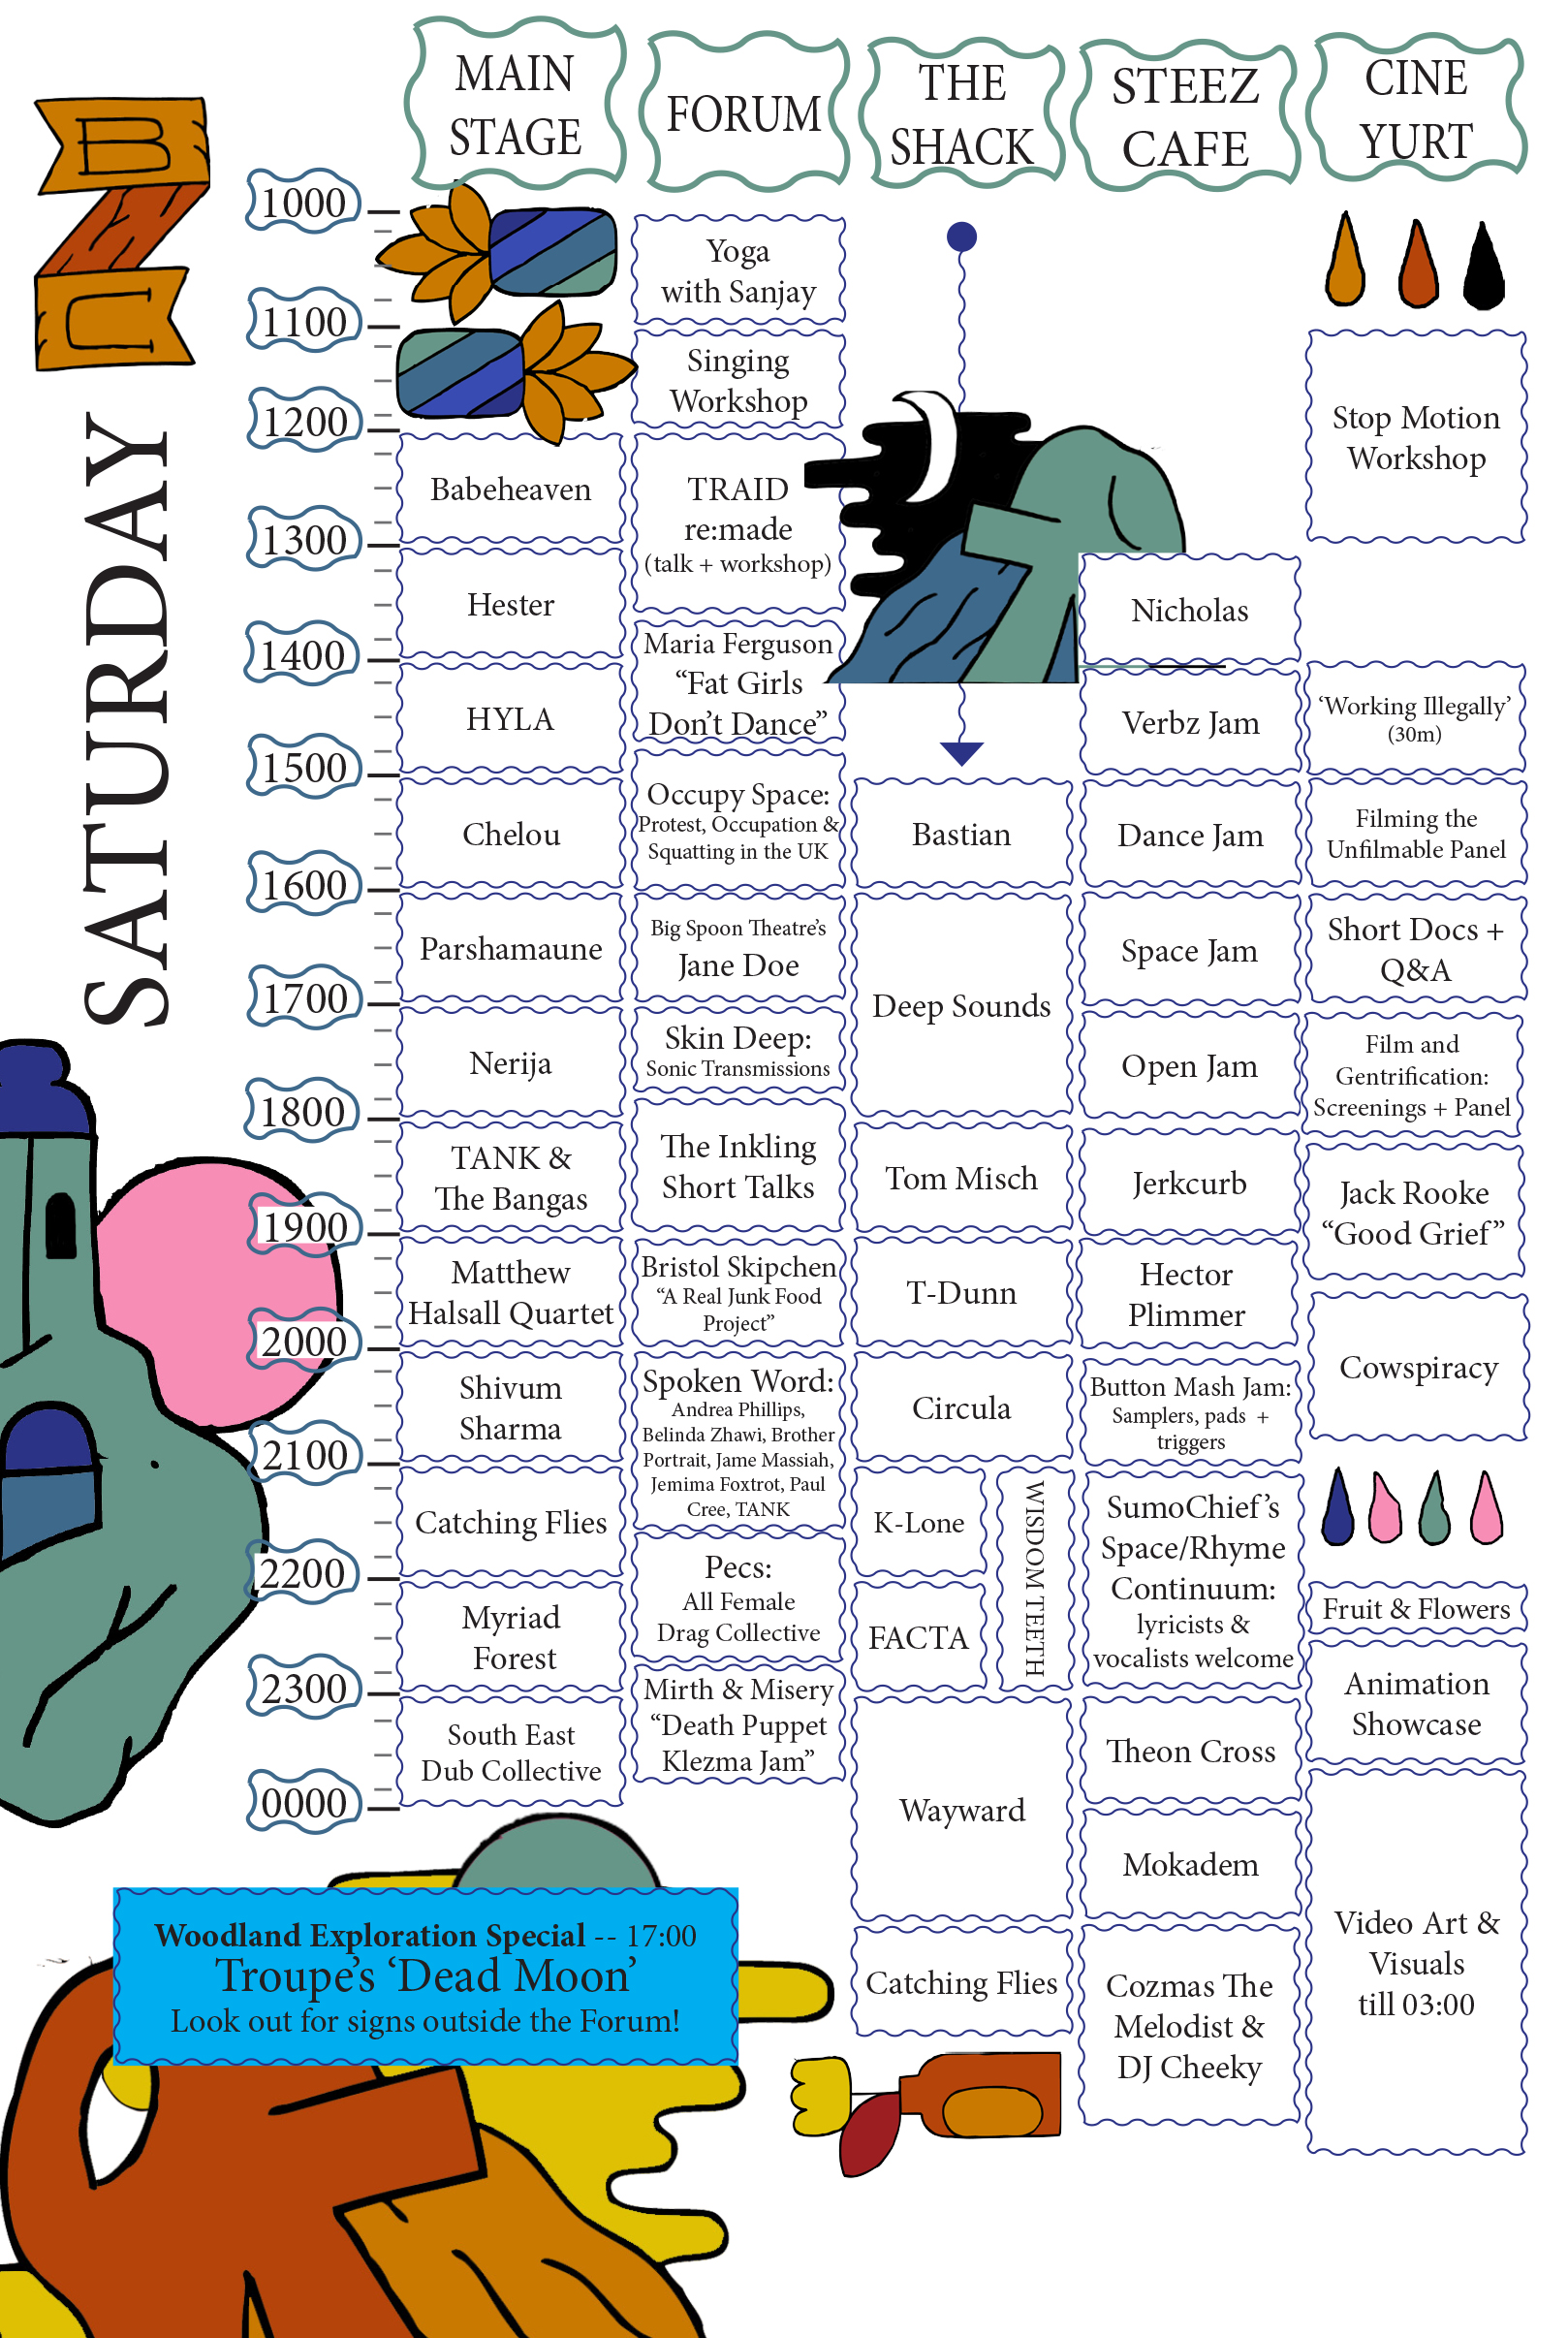 B
N
C
SATURDAY
MAIN
STAGE
FORUM
THE
SHACK
STEEZ
CAFE
CINE
YURT
1000
1100
1200
1300
1400
1500
1600
1700
1800
1900
2000
2100
2200
2300
0000
Babeheaven
Hester
HYLA
Chelou
Parshamaune
Nerija
TANK &
The Bangas
Matthew
Halsall Quartet
Shivum
Sharma
Catching Flies
Myriad
Forest
South East
Dub Collective
Yoga
with Sanjay
Singing
Workshop
TRAID
re:made
(talk + workshop)
Maria Ferguson
“Fat Girls
Don’t Dance”
Occupy Space:
Protest, Occupation &
Squatting in the UK
Big Spoon Theatre’s
Jane Doe
Skin Deep:
Sonic Transmissions
The Inkling
Short Talks
Bristol Skipchen
“A Real Junk Food
Project”
Spoken Word:
Andrea Phillips,
Belinda Zhawi, Brother
Portrait, Jame Massiah,
Jemima Foxtrot, Paul
Cree, TANK
Pecs:
All Female
Drag Collective
Mirth & Misery
“Death Puppet
Klezma Jam”
Bastian
Deep Sounds
Tom Misch
T-Dunn
Circula
K-Lone
FACTA
WISDOM TEETH
Wayward
Catching Flies
Nicholas
Verbz Jam
Dance Jam
Space Jam
Open Jam
Jerkcurb
Hector
Plimmer
Button Mash Jam:
Samplers, pads +
triggers
SumoChief’s
Space/Rhyme
Continuum:
lyricists &
vocalists welcome
Theon Cross
Mokadem
Cozmas The
Melodist &
DJ Cheeky
Stop Motion
Workshop
‘Working Illegally’
(30m)
Filming the
Unfilmable Panel
Short Docs +
Q&A
Film and
Gentrification:
Screenings + Panel
Jack Rooke
“Good Grief”
Cowspiracy
Fruit & Flowers
Animation
Showcase
Video Art &
Visuals
till 03:00
Woodland Exploration Special -- 17:00
Troupe’s ‘Dead Moon’
Look out for signs outside the Forum!